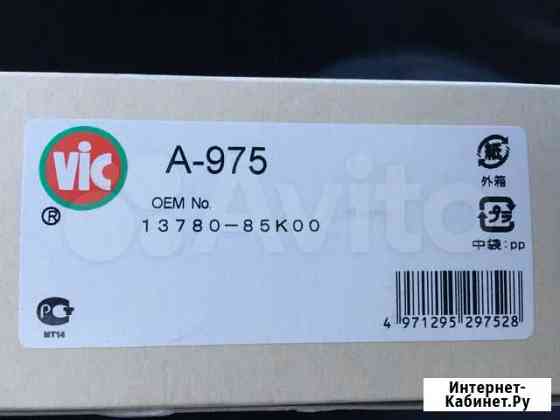 VIC
A-975
®
OEM No.
13780-85K00
紙
外箱
プラ
中袋:pp
PG
MT14
4 971295 297528
Avito
Интернет-
Кабинет.Ру